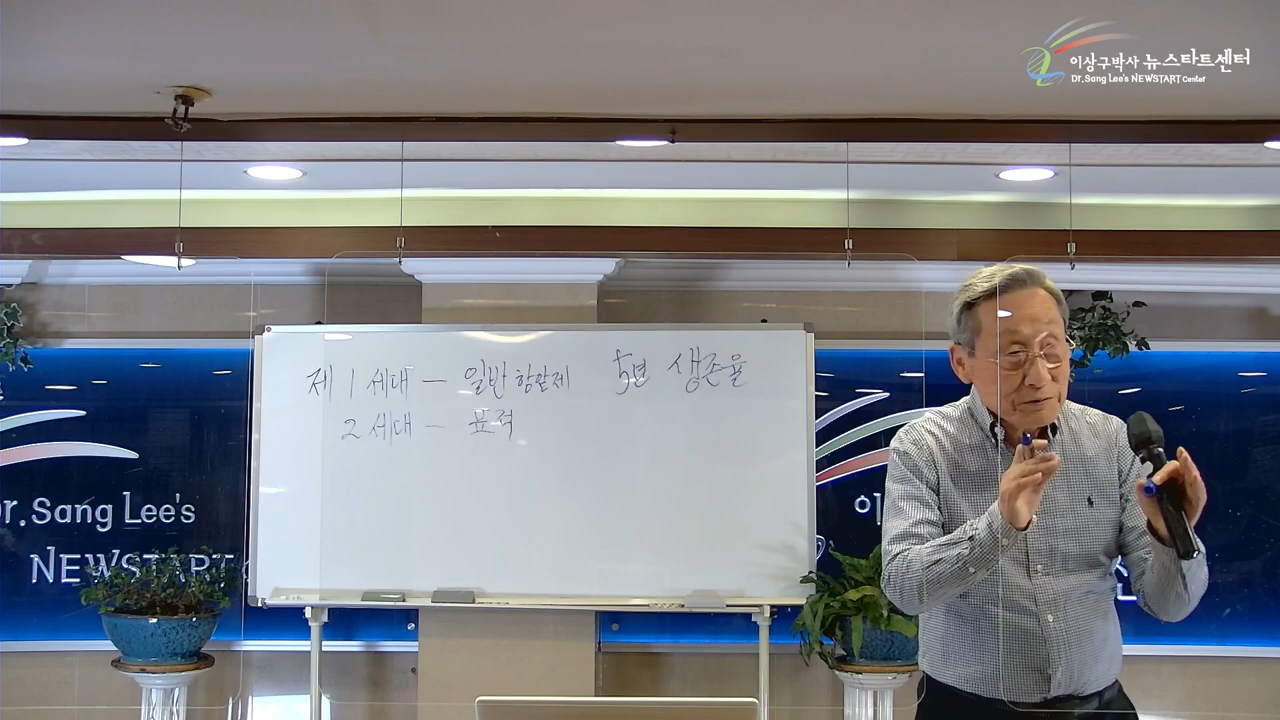 이상구박사 뉴스타트센터
Dr. Sang Lee's NEWSTART Center
제 1 세대 — 일반 항암제 5년 생존율
2 세대 — 표적
Dr. Sang Lee's
NEWSTART
이